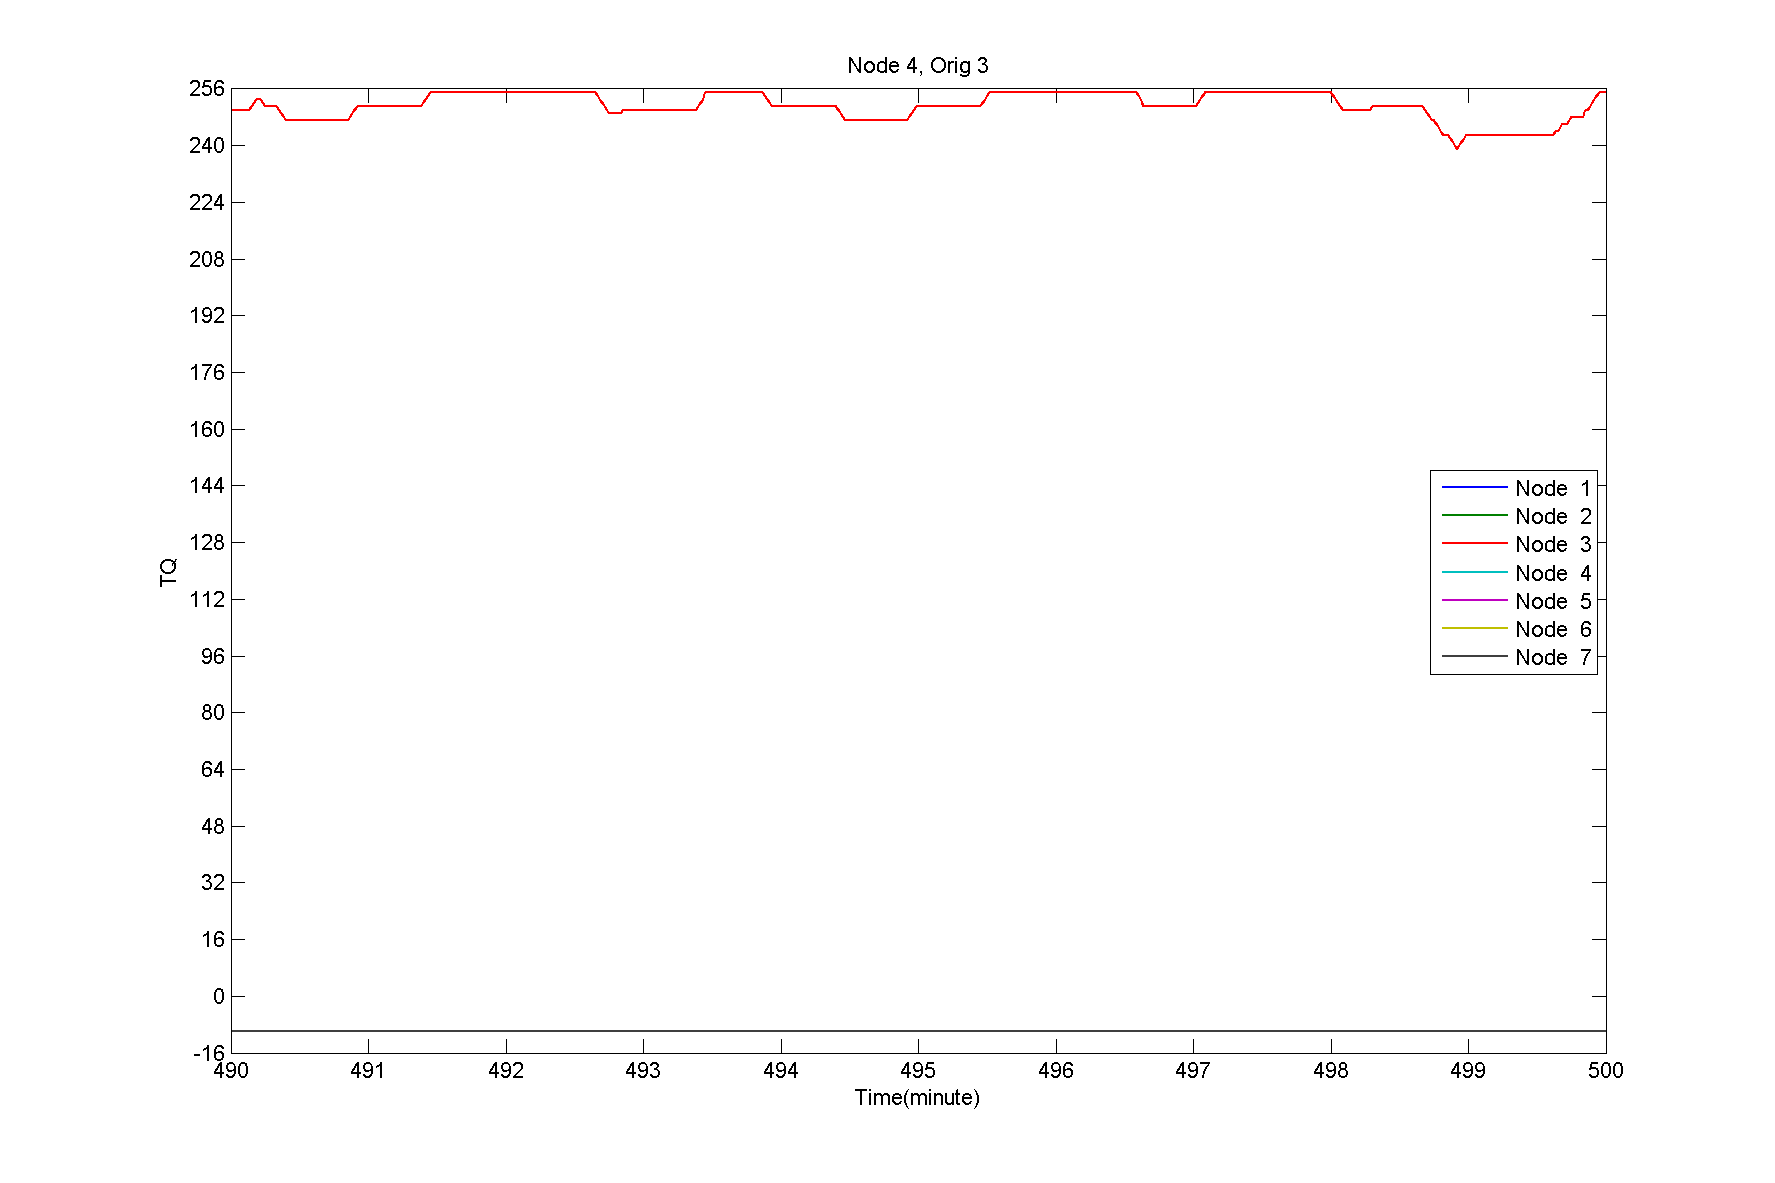 Node 4, Orig 3
256
240
224
208
192
176
160
144
128
112
96
80
64
48
32
16
0
-16
TQ
Node 1
Node 2
Node 3
Node 4
Node 5
Node 6
Node 7
490 491 492 493 494 495 496 497 498 499 500
Time(minute)